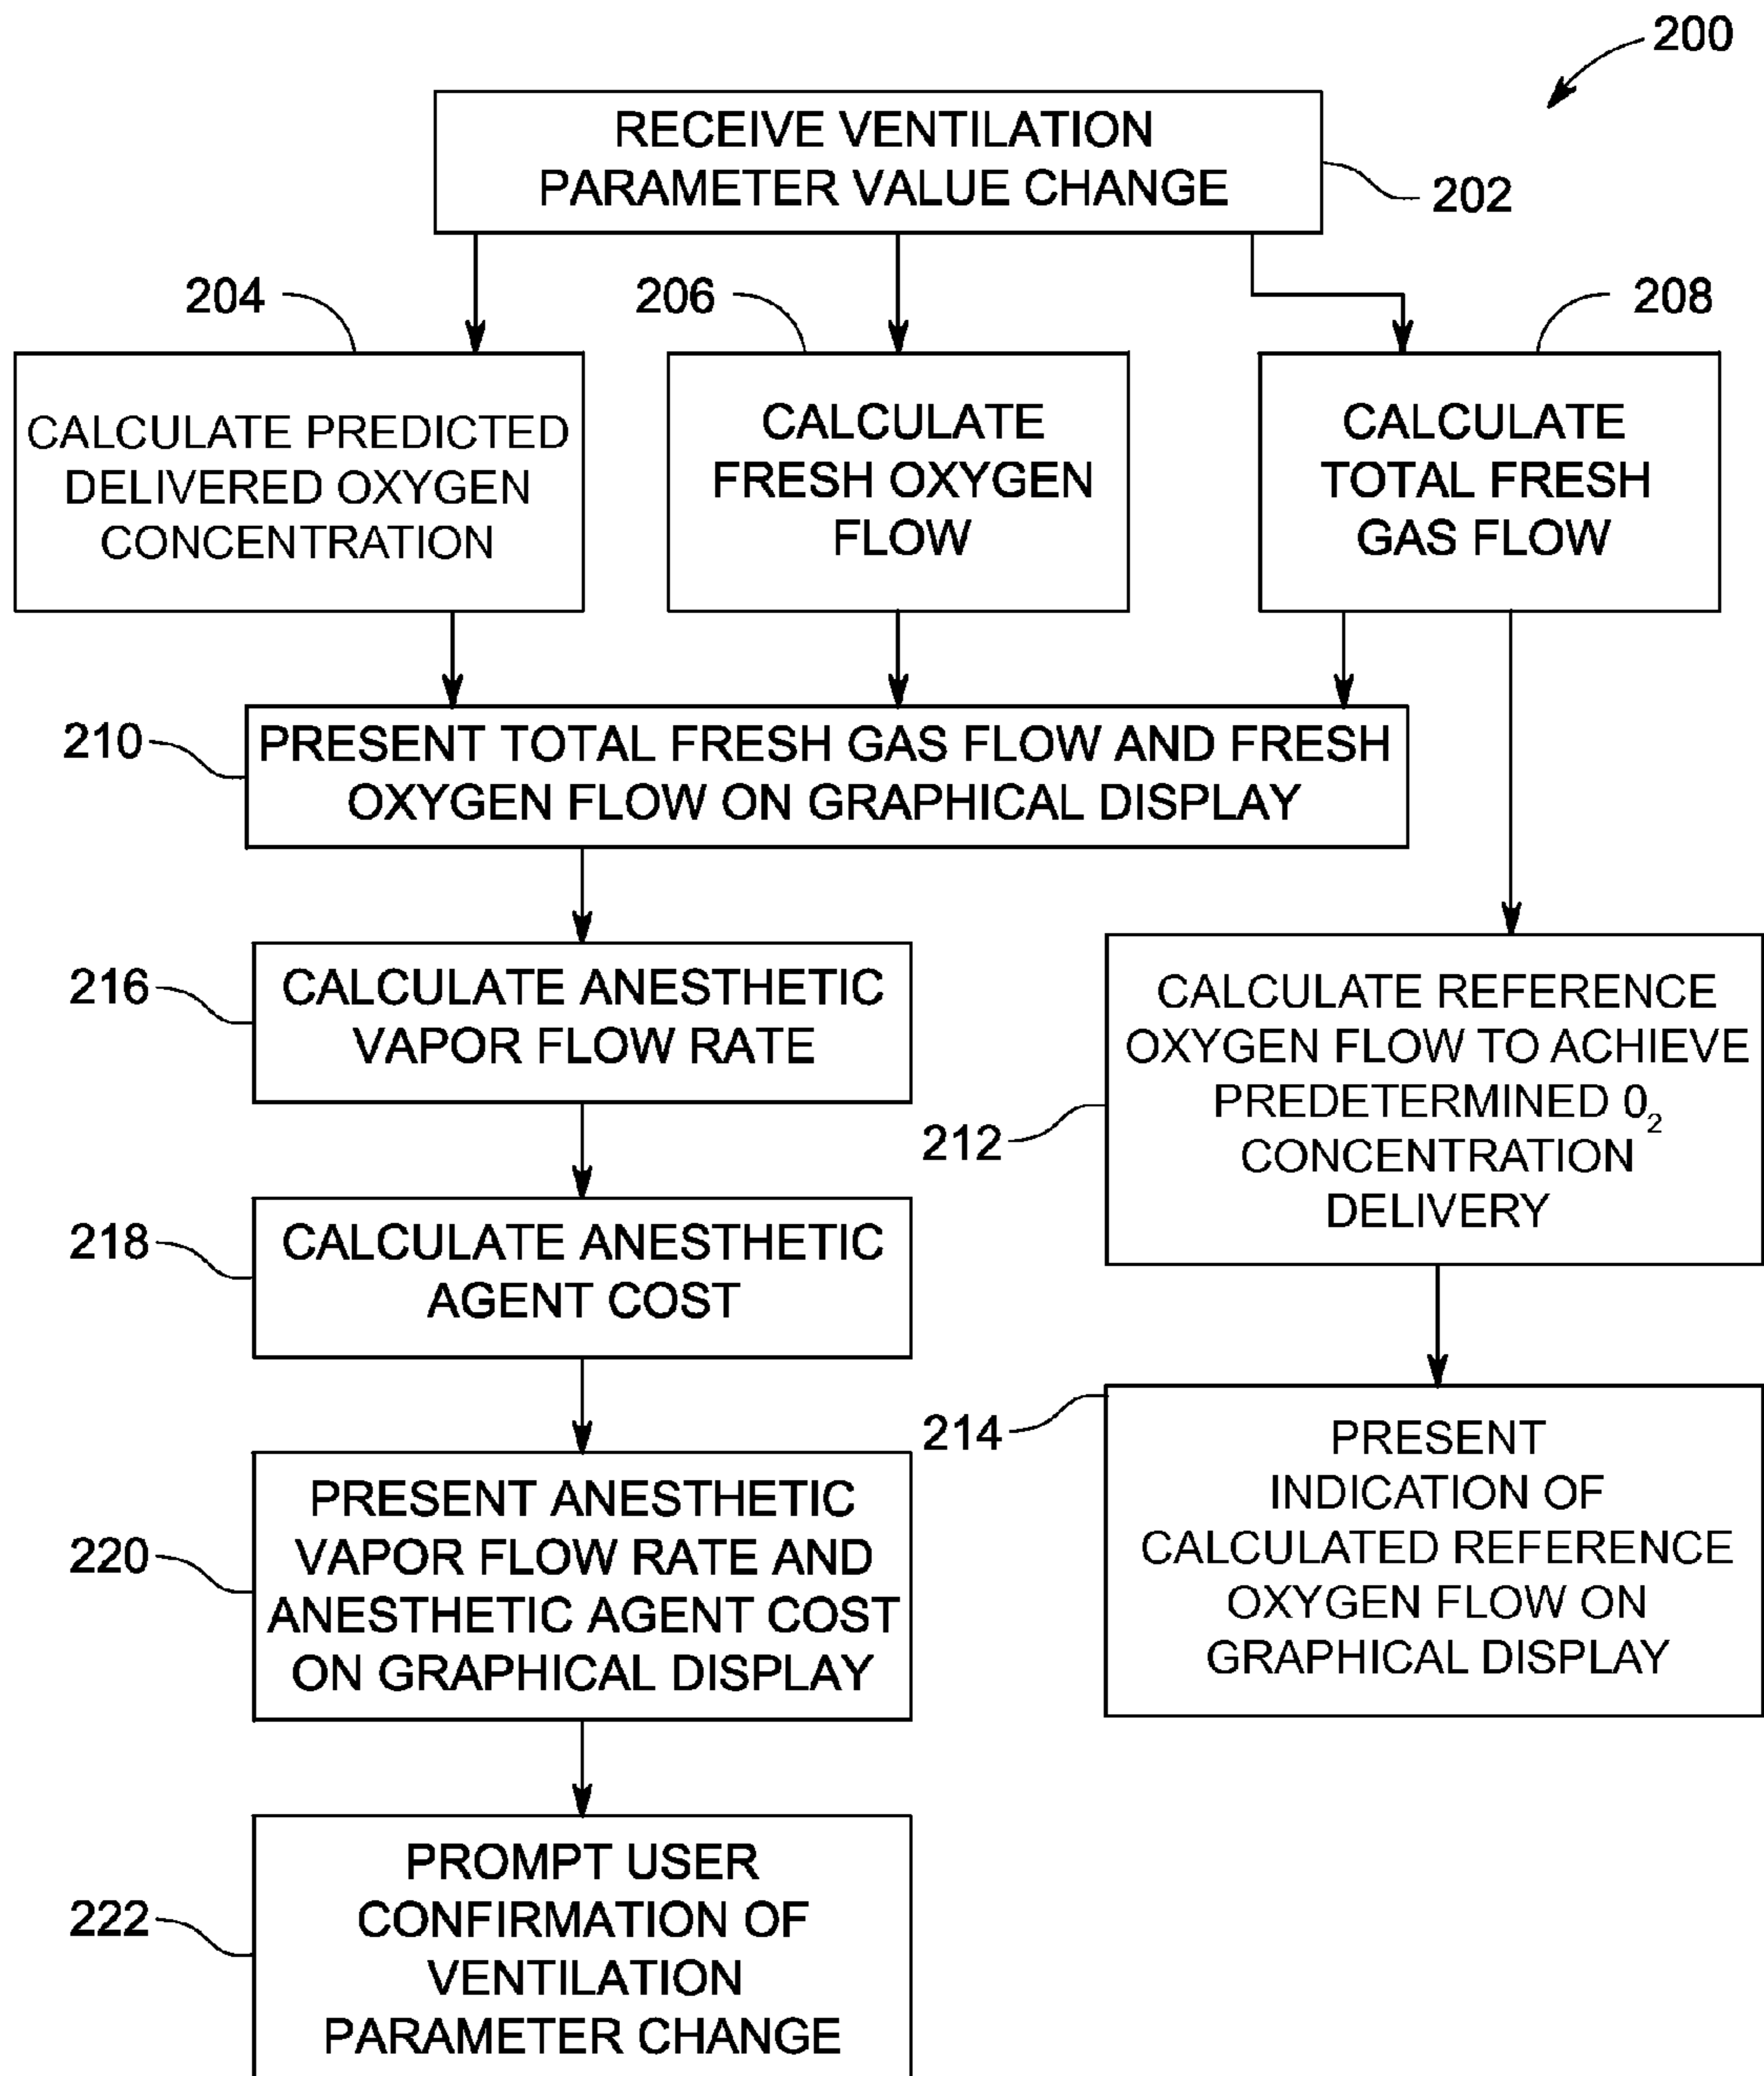 200
RECEIVE VENTILATION
PARAMETER VALUE CHANGE
202
204
206
208
CALCULATE PREDICTED
DELIVERED OXYGEN
CONCENTRATION
CALCULATE
FRESH OXYGEN
FLOW
CALCULATE
TOTAL FRESH
GAS FLOW
210
PRESENT TOTAL FRESH GAS FLOW AND FRESH
OXYGEN FLOW ON GRAPHICAL DISPLAY
216
CALCULATE ANESTHETIC
VAPOR FLOW RATE
212
CALCULATE REFERENCE
OXYGEN FLOW TO ACHIEVE
PREDETERMINED 0₂
CONCENTRATION
DELIVERY
218
CALCULATE ANESTHETIC
AGENT COST
214
PRESENT
INDICATION OF
CALCULATED REFERENCE
OXYGEN FLOW ON
GRAPHICAL DISPLAY
220
PRESENT ANESTHETIC
VAPOR FLOW RATE AND
ANESTHETIC AGENT COST
ON GRAPHICAL DISPLAY
222
PROMPT USER
CONFIRMATION OF
VENTILATION
PARAMETER CHANGE